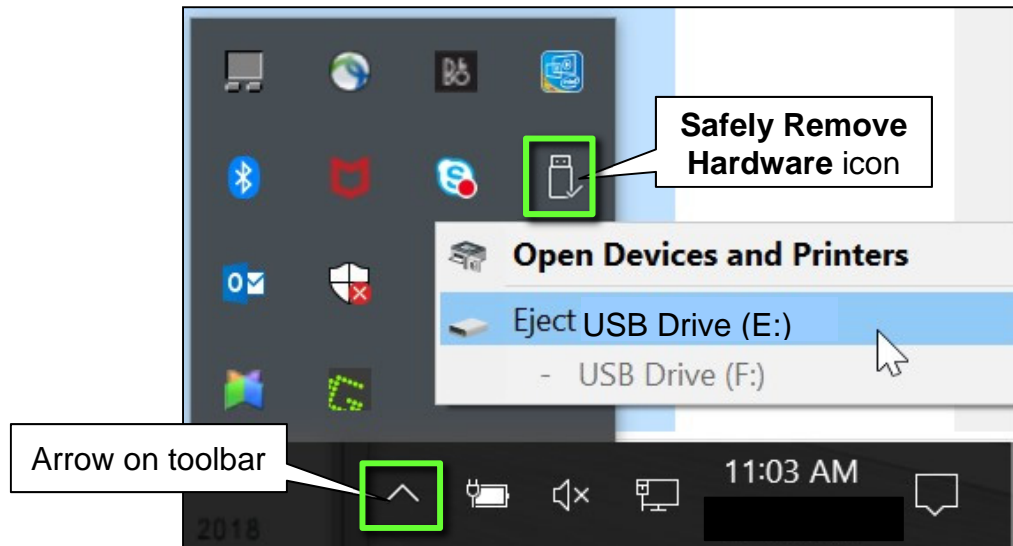 Safely Remove
Hardware icon
Open Devices and Printers
Eject USB Drive (E:)
- USB Drive (F:)
Arrow on toolbar
11:03 AM
2018